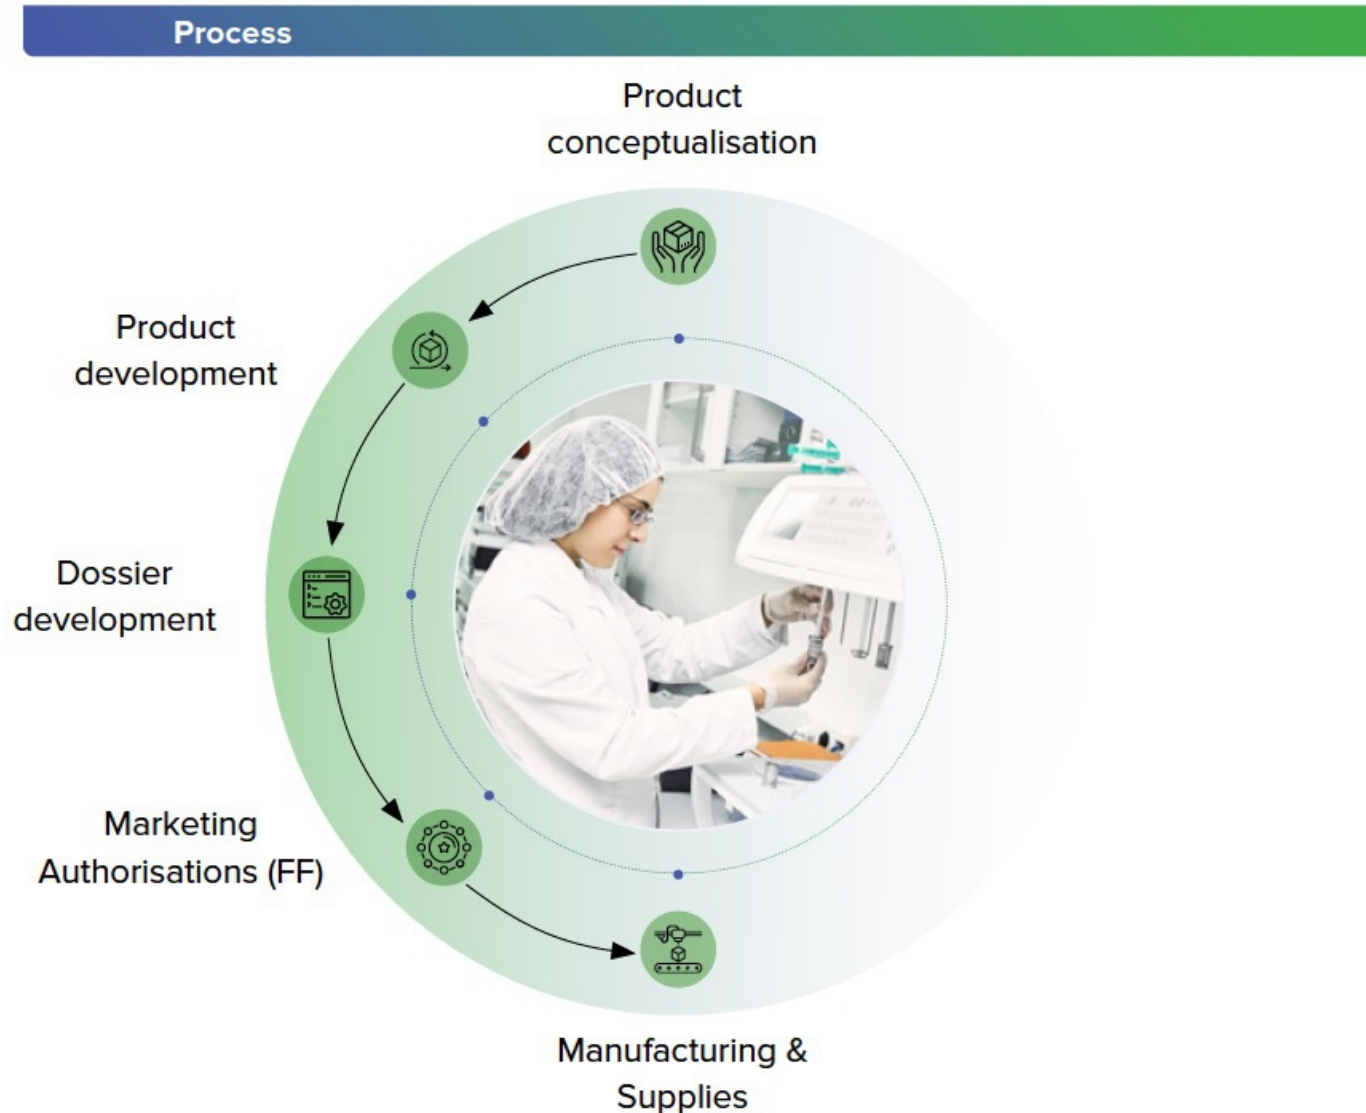 Process
Product
conceptualisation
Product
development
Dossier
development
Marketing
Authorisations (FF)
Manufacturing &
Supplies